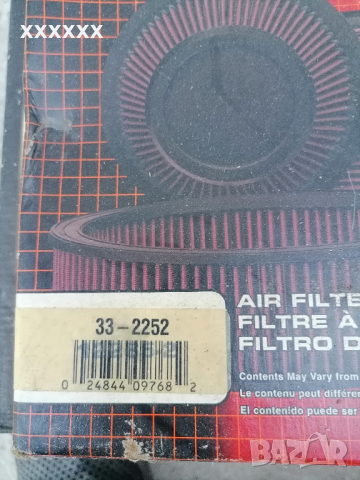 xxxxxx
33-2252
0 24844 09768 2
AIR FILTE
FILTRE À
FILTRO D
Contents May Vary from
Le contenu peut différe
El contenido puede ser
BAZAR